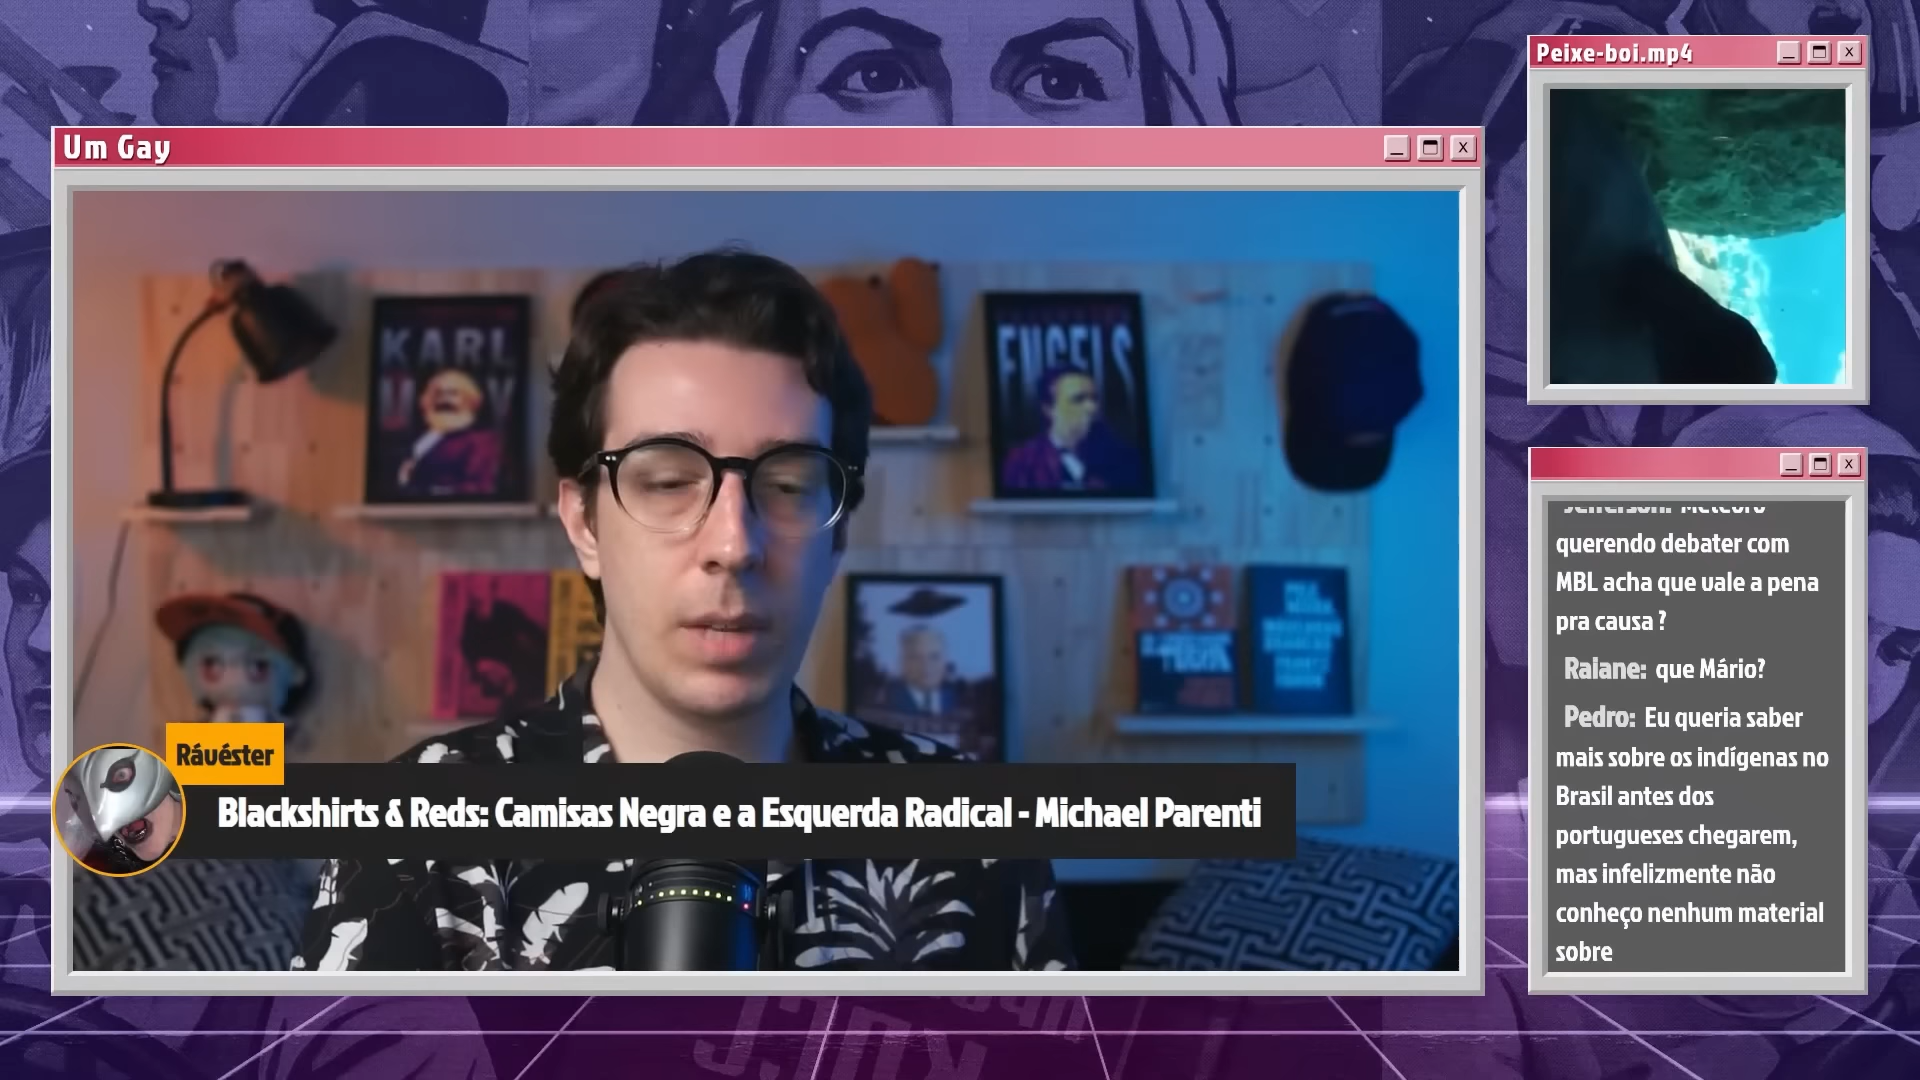 Um Gay
Peixe-boi.mp4
KARL
ENGELS
Ráuéster
Blackshirts & Reds: Camisas Negra e a Esquerda Radical - Michael Parenti
querendo debater com
MBL acha que vale a pena
pra causa ?
Raiane: que Mário?
Pedro: Eu queria saber
mais sobre os indígenas no
Brasil antes dos
portugueses chegarem,
mas infelizmente não
conheço nenhum material
sobre